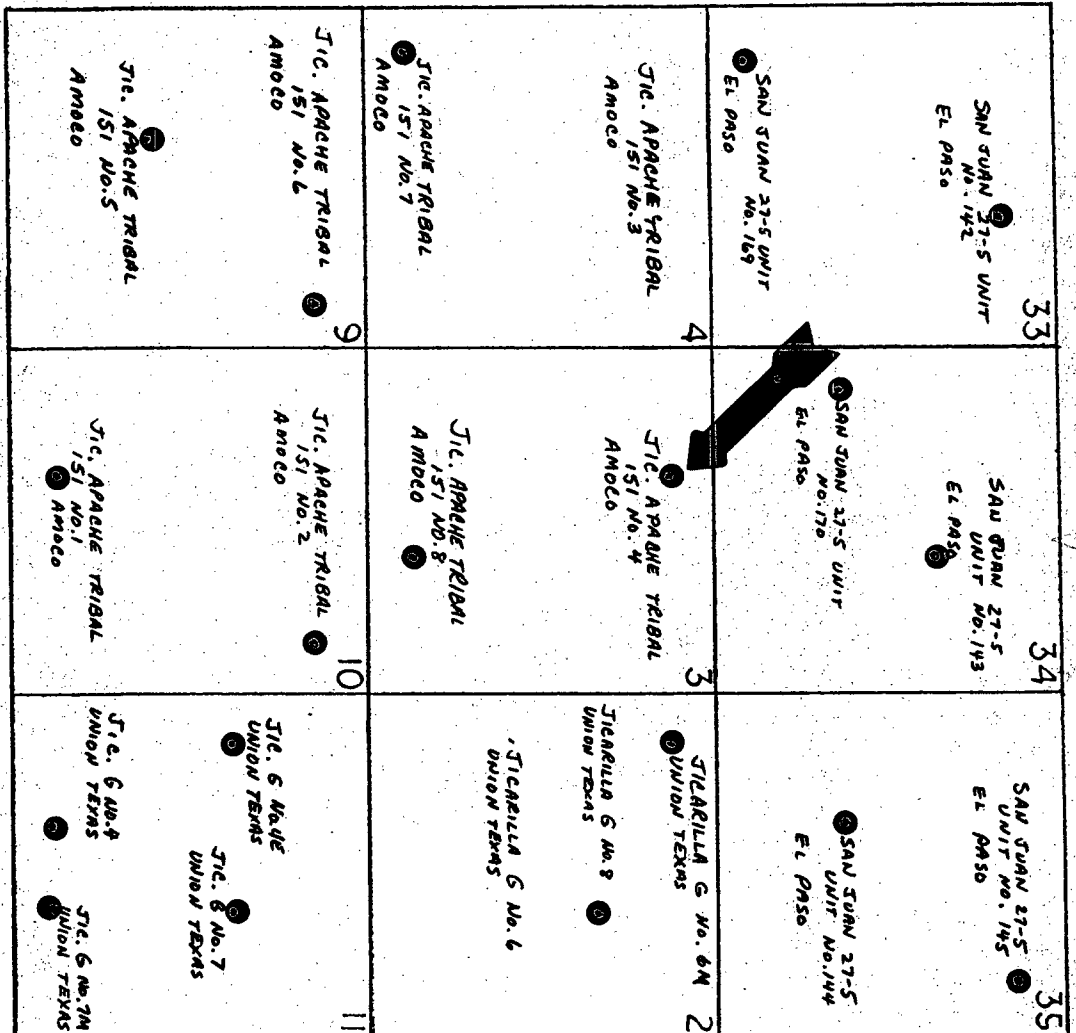 33
SAN JUAN 27-5 UNIT
No. 142
EL PASO
SAN JUAN 27-5 UNIT
No. 169
EL PASO
34
SAN JUAN 27-5
UNIT No. 143
EL PASO
SAN JUAN 27-5 UNIT
No. 170
EL PASO
35
SAN JUAN 27-5
UNIT No. 145
EL PASO
SAN JUAN 27-5
UNIT No. 144
EL PASO
4
JIC. APACHE TRIBAL
151 No. 3
AMOCO
JIC. APACHE TRIBAL
151 No. 7
AMOCO
3
JIC. APACHE TRIBAL
151 No. 4
AMOCO
JIC. APACHE TRIBAL
151 No. 8
AMOCO
2
JICARILLA G No. 6M
UNION TEXAS
JICARILLA G No. 8
UNION TEXAS
JICARILLA G No. 6
UNION TEXAS
9
JIC. APACHE TRIBAL
151 No. 6
AMOCO
JIC. APACHE TRIBAL
151 No. 5
AMOCO
10
JIC. APACHE TRIBAL
151 No. 2
AMOCO
JIC. APACHE TRIBAL
151 No. 1
AMOCO
11
JIC. G No. 4E
UNION TEXAS
JIC. G No. 7
UNION TEXAS
JIC. G No. 4
UNION TEXAS
JIC. G No. 7M
UNION TEXAS